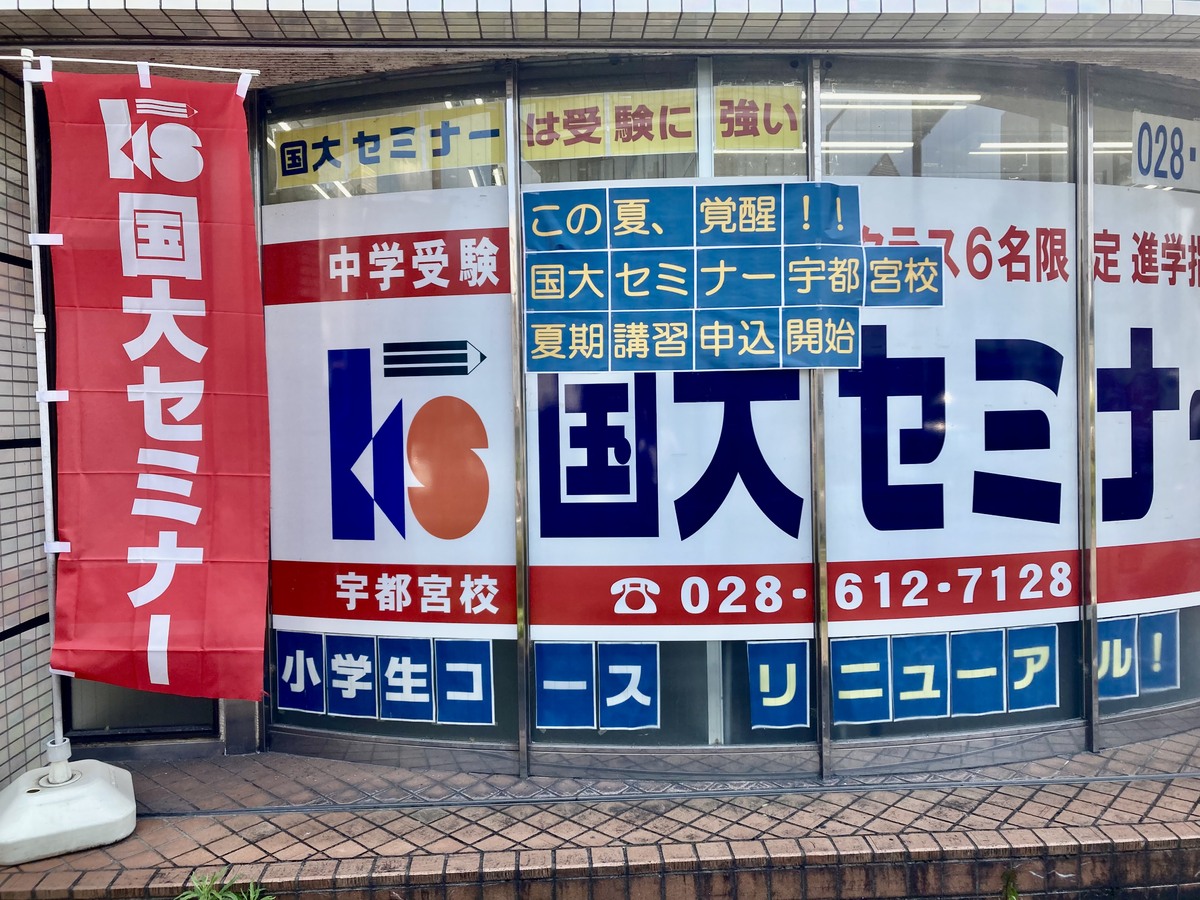 KS
国大セミナー
国大セミナーは受験に強い
028-
この夏、覚醒！！
国大セミナー宇都宮校
夏期講習申込開始
中学受験
クラス6名限定 進学指
KS
国大セミナー
宇都宮校
☎028-612-7128
小学生コース リニューアル！